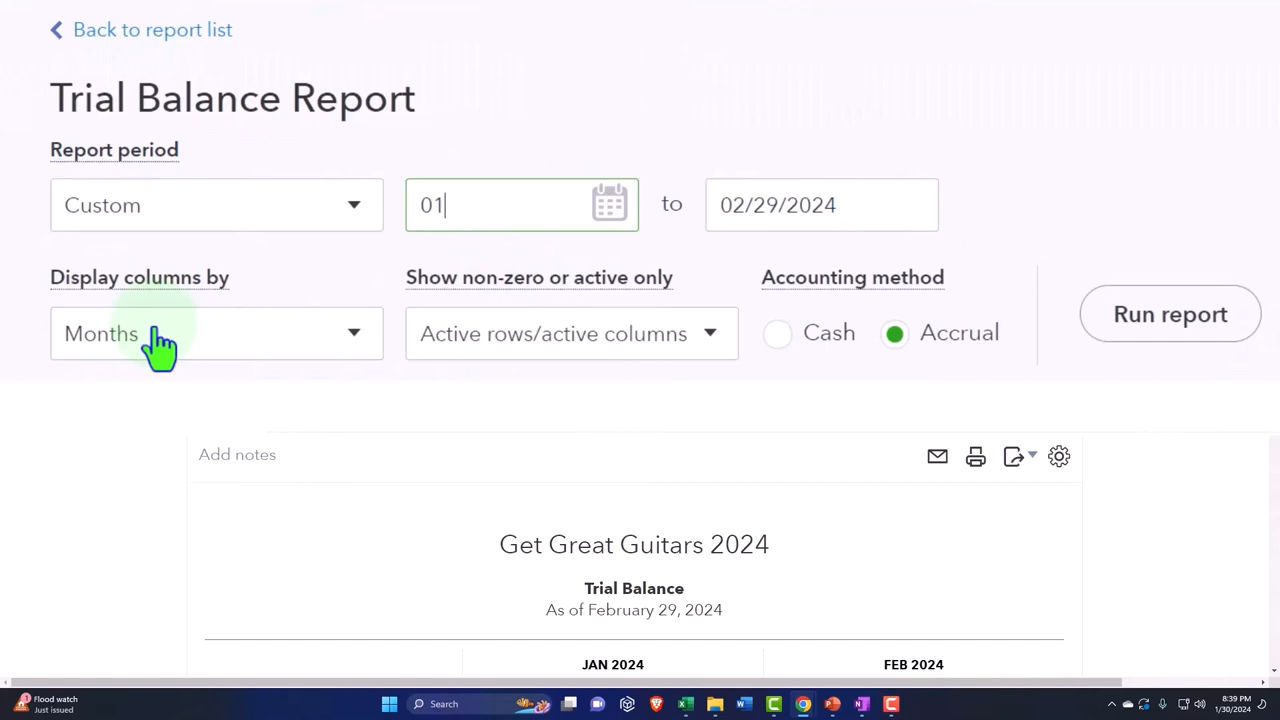 Back to report list
Trial Balance Report
Report period
Custom
01
to
02/29/2024
Display columns by
Show non-zero or active only
Accounting method
Months
Active rows/active columns
Cash
Accrual
Run report
Add notes
Get Great Guitars 2024
Trial Balance
As of February 29, 2024
JAN 2024
FEB 2024
Flood watch
Just issued
Search
8:39 PM
1/30/2024